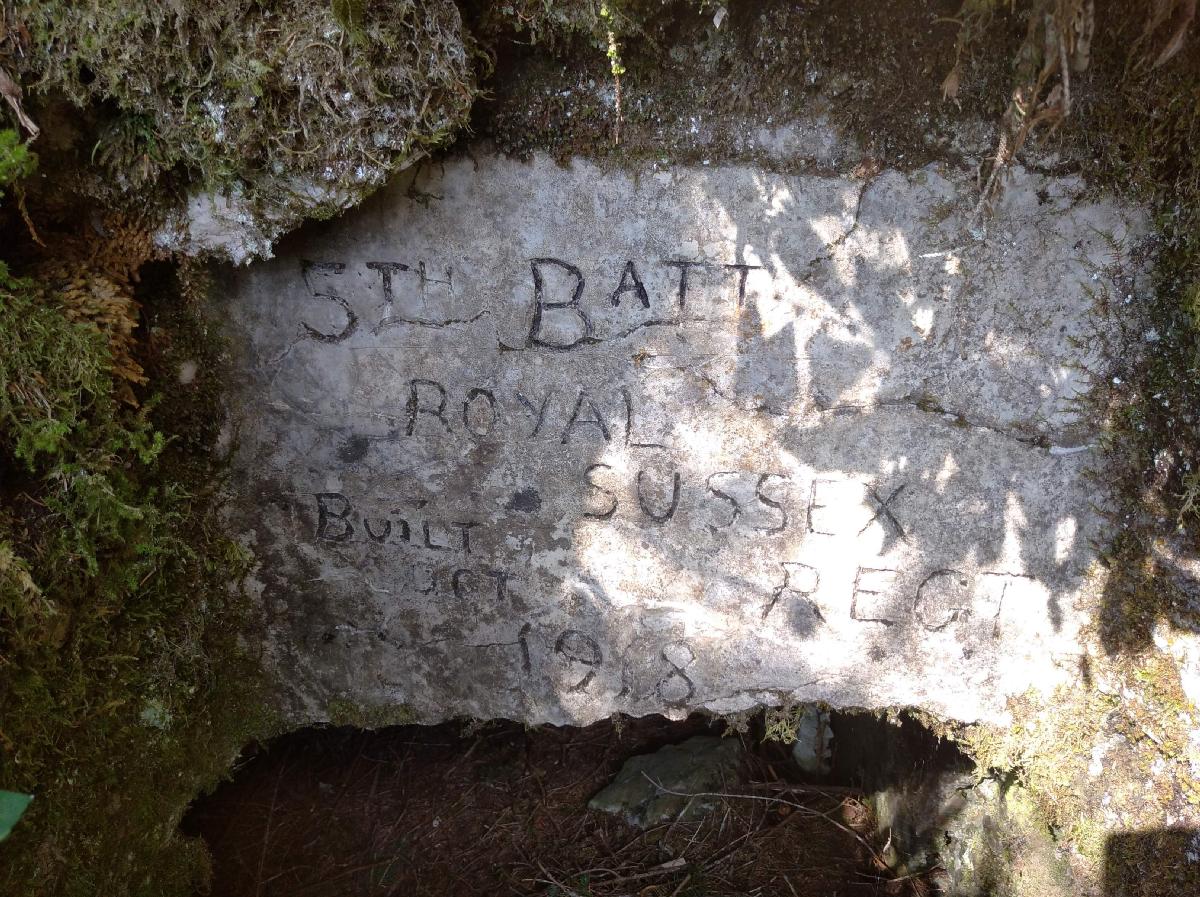 5TH BATT
ROYAL
SUSSEX
REGT
BUILT
OCT
1918